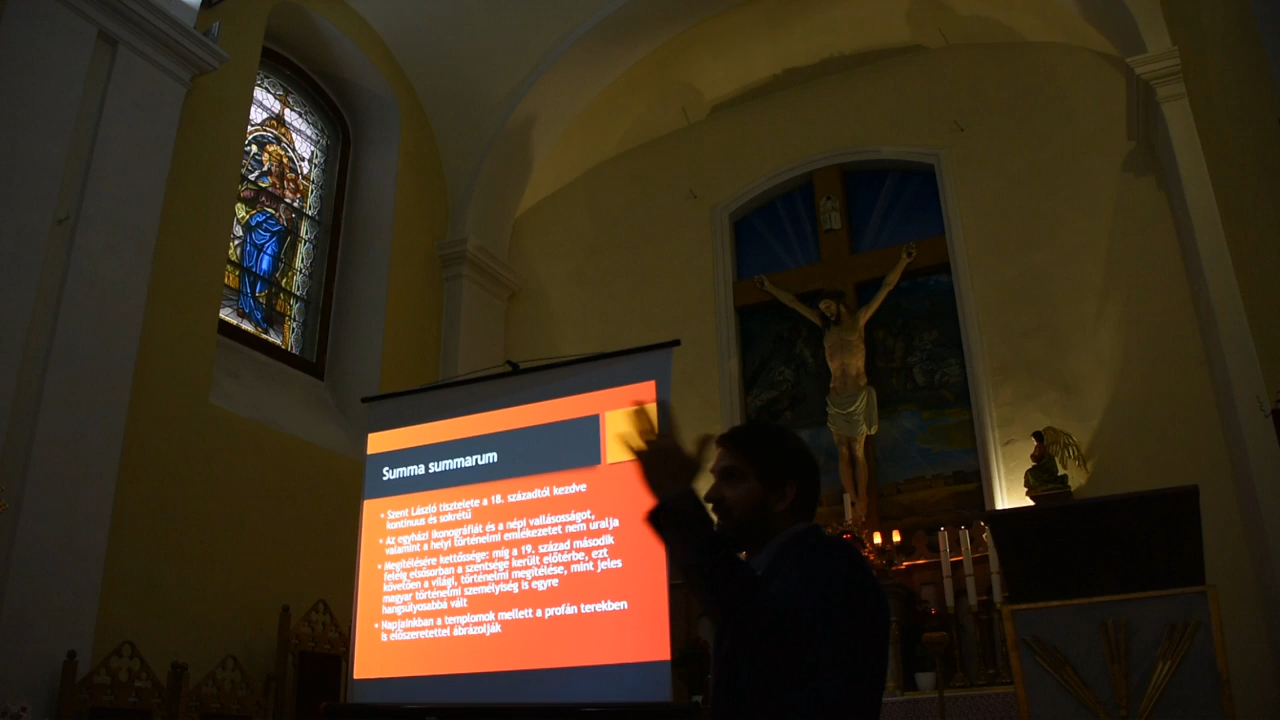 Summa summarum
• Szent László tisztelete a 18. századtól kezdve
kontinuus és sokrétű
• Az egyházi ikonográfiát és a népi vallásosságot,
valamint a helyi történelmi emlékezetet nem uralja
• Megítélésére kettőssége: míg a 19. század második
feléig elsősorban a szentsége került előtérbe, ezt
követően a világi, történelmi megítélése, mint jeles
magyar történelmi személyiség is egyre
hangsúlyosabbá vált
• Napjainkban a templomok mellett a profán terekben
is előszeretettel ábrázolják